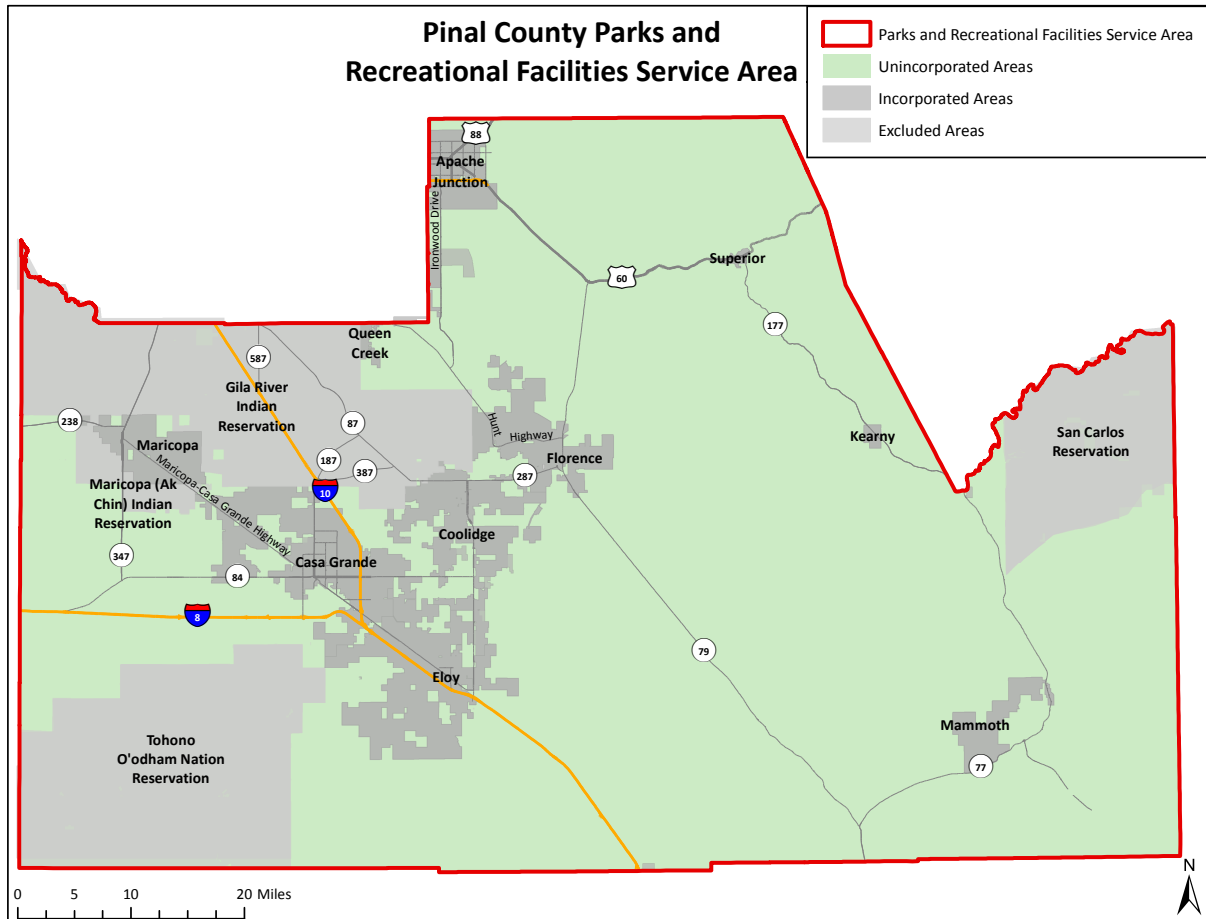 Pinal County Parks and
Recreational Facilities Service Area
Parks and Recreational Facilities Service Area
Unincorporated Areas
Incorporated Areas
Excluded Areas
88
Apache
Junction
Ironwood Drive
Superior
60
177
Queen
Creek
587
Gila River
Indian
Reservation
238
87
Maricopa
Hunt
Highway
Kearny
San Carlos
Reservation
187
387
Florence
287
10
Maricopa (Ak
Chin) Indian
Reservation
Maricopa-Casa Grande Highway
Coolidge
347
Casa Grande
84
8
79
Eloy
Mammoth
77
Tohono
O'odham Nation
Reservation
0 5 10 20 Miles
N